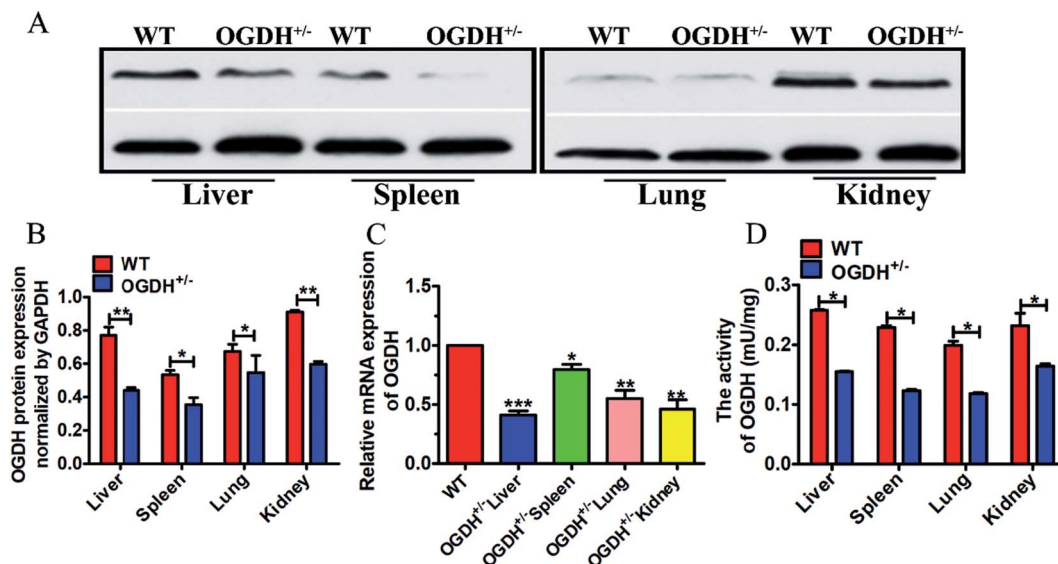 A
WT OGDH+/- WT OGDH+/- WT OGDH+/- WT OGDH+/-
Liver Spleen Lung Kidney
B
WT
OGDH+/-
OGDH protein expression
normalized by GAPDH
1.0
0.8
0.6
0.4
0.2
0.0
** * * **
Liver Spleen Lung Kidney
C
Relative mRNA expression
of OGDH
1.5
1.0
0.5
0.0
*** * ** **
WT OGDH+/-Liver OGDH+/-Spleen OGDH+/-Lung OGDH+/-Kidney
D
WT
OGDH+/-
The activity
of OGDH (mU/mg)
0.3
0.2
0.1
0.0
* * * *
Liver Spleen Lung Kidney